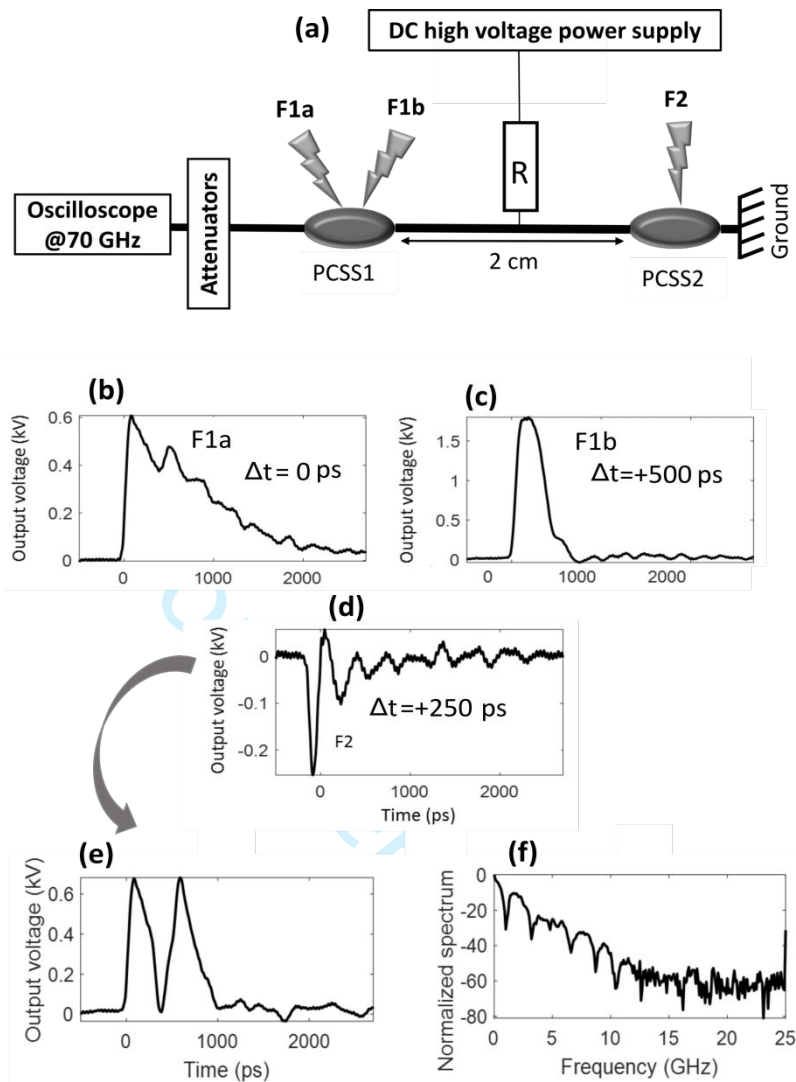 (a)
DC high voltage power supply
F1a
F1b
F2
R
Oscilloscope
@70 GHz
Attenuators
PCSS1
2 cm
PCSS2
Ground
(b)
Output voltage (kV)
0.6
0.4
0.2
0
F1a
Δt = 0 ps
0
1000
2000
(c)
Output voltage (kV)
1.5
1
0.5
0
F1b
Δt=+500 ps
0
1000
2000
(d)
Output voltage (kV)
0
-0.1
-0.2
Δt=+250 ps
F2
0
1000
2000
Time (ps)
(e)
Output voltage (kV)
0.6
0.4
0.2
0
0
1000
2000
Time (ps)
(f)
Normalized spectrum
0
-20
-40
-60
-80
0
5
10
15
20
25
Frequency (GHz)